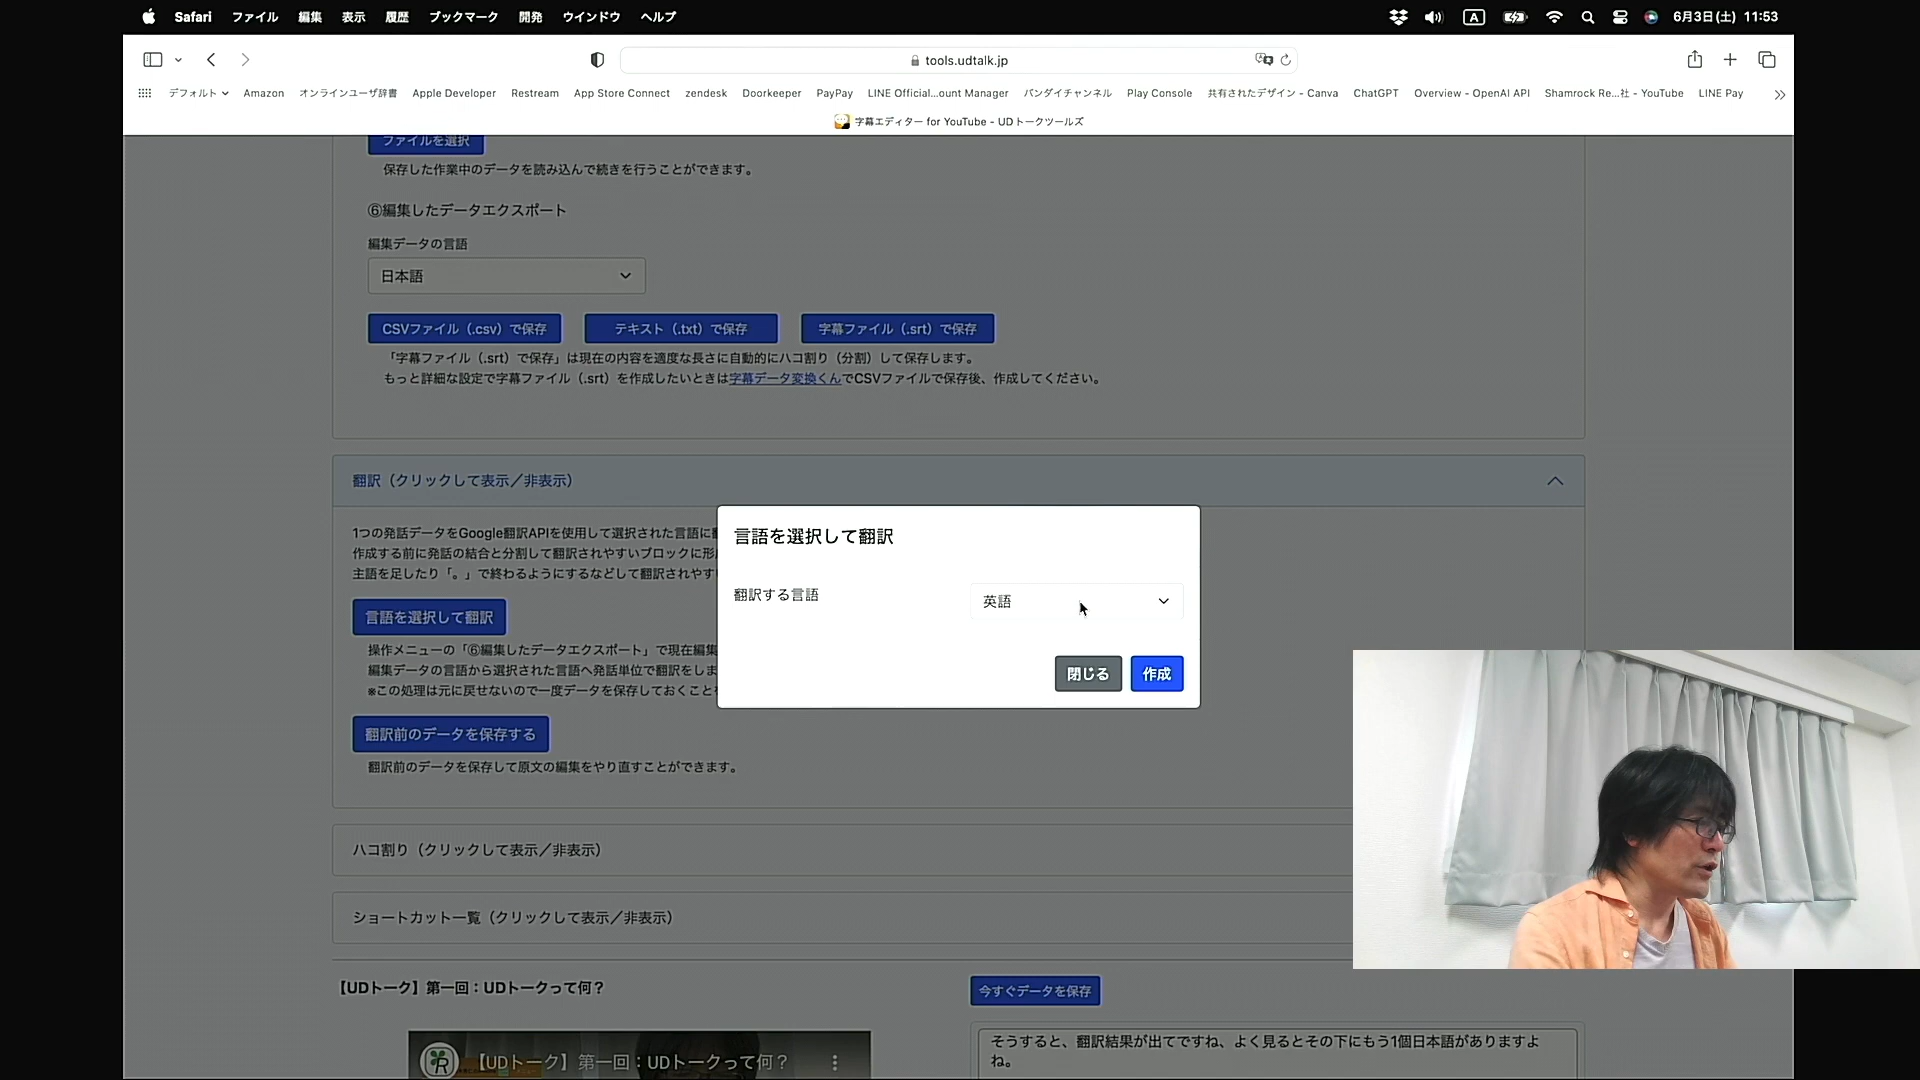 Safari ファイル 編集 表示 履歴 ブックマーク 開発 ウインドウ ヘルプ A 6月3日(土) 11:53
tools.udtalk.jp
デフォルト Amazon オンラインユーザ辞書 Apple Developer Restream App Store Connect zendesk Doorkeeper PayPay LINE Official...ount Manager バンダイチャンネル Play Console 共有されたデザイン - Canva ChatGPT Overview - OpenAI API Shamrock Re...社 - YouTube LINE Pay
字幕エディター for YouTube - UDトークツールズ
ファイルを選択
保存した作業中のデータを読み込んで続きを行うことができます。
⑥編集したデータエクスポート
編集データの言語
日本語
CSVファイル（.csv）で保存 テキスト（.txt）で保存 字幕ファイル（.srt）で保存
「字幕ファイル（.srt）で保存」は現在の内容を適度な長さに自動的にハコ割り（分割）して保存します。
もっと詳細な設定で字幕ファイル（.srt）を作成したいときは字幕データ変換くんでCSVファイルで保存後、作成してください。
翻訳（クリックして表示／非表示）
1つの発話データをGoogle翻訳APIを使用して選択された言語に
作成する前に発話の結合と分割して翻訳されやすいブロックに形
主語を足したり「。」で終わるようにするなどして翻訳されやす
言語を選択して翻訳
操作メニューの「⑥編集したデータエクスポート」で現在編集
編集データの言語から選択された言語へ発話単位で翻訳をしま
※この処理は元に戻せないので一度データを保存しておくこと
翻訳前のデータを保存する
翻訳前のデータを保存して原文の編集をやり直すことができます。
言語を選択して翻訳
翻訳する言語 英語
閉じる 作成
ハコ割り（クリックして表示／非表示）
ショートカット一覧（クリックして表示／非表示）
【UDトーク】第一回：UDトークって何？
今すぐデータを保存
【UDトーク】第一回：UDトークって何？
そうすると、翻訳結果が出てですね、よく見るとその下にもう1個日本語がありますよ
ね。